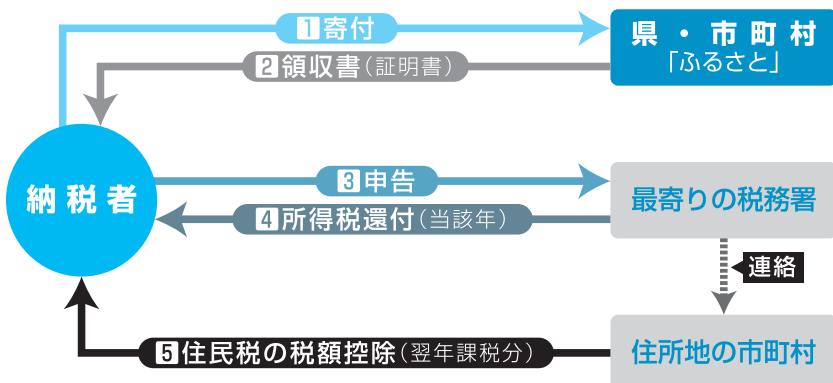 1 寄付
県・市町村
「ふるさと」
2 領収書(証明書)
納税者
3 申告
最寄りの税務署
4 所得税還付(当該年)
連絡
5 住民税の税額控除(翌年課税分)
住所地の市町村